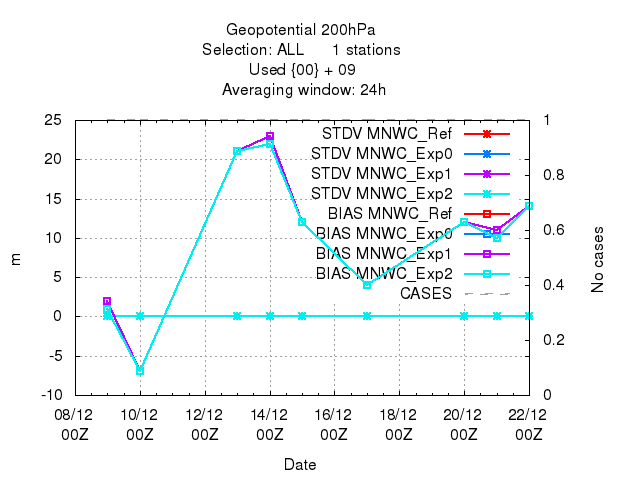 Geopotential 200hPa
Selection: ALL 1 stations
Used {00} + 09
Averaging window: 24h
25
20
15
10
5
0
-5
-10
m
1
0.8
0.6
0.4
0.2
0
No cases
STDV MNWC_Ref
STDV MNWC_Exp0
STDV MNWC_Exp1
STDV MNWC_Exp2
BIAS MNWC_Ref
BIAS MNWC_Exp0
BIAS MNWC_Exp1
BIAS MNWC_Exp2
CASES
08/12 10/12 12/12 14/12 16/12 18/12 20/12 22/12
00Z 00Z 00Z 00Z 00Z 00Z 00Z 00Z
Date